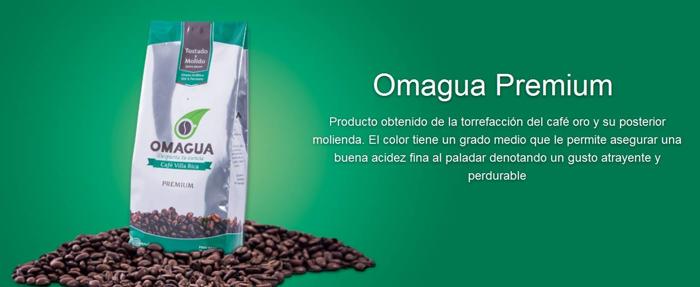 Tostado
y
Molido
OMAGUA
Café Villa Rica
PREMIUM
Omagua Premium
Producto obtenido de la torrefacción del café oro y su posterior
molienda. El color tiene un grado medio que le permite asegurar una
buena acidez fina al paladar denotando un gusto atrayente y
perdurable